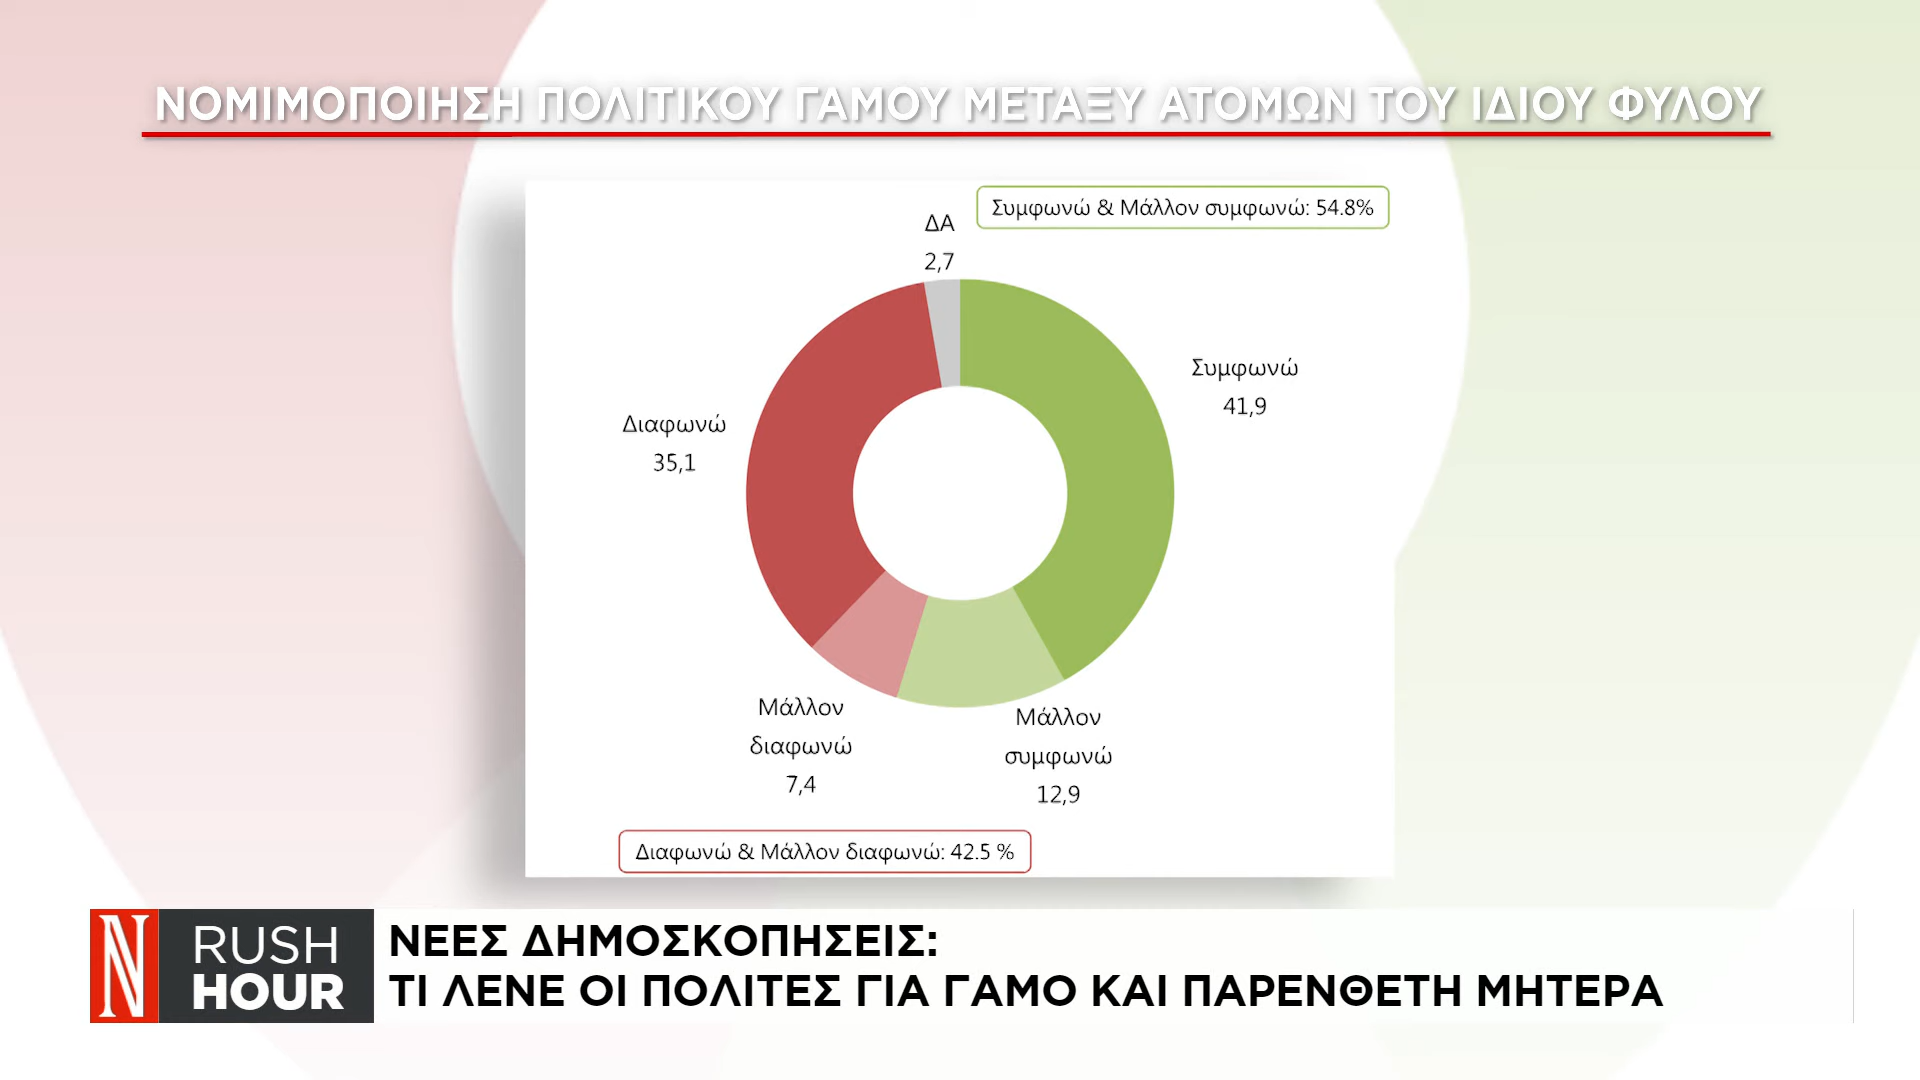 ΝΟΜΙΜΟΠΟΙΗΣΗ ΠΟΛΙΤΙΚΟΥ ΓΑΜΟΥ ΜΕΤΑΞΥ ΑΤΟΜΩΝ ΤΟΥ ΙΔΙΟΥ ΦΥΛΟΥ
Συμφωνώ & Μάλλον συμφωνώ: 54.8%
ΔΑ
2,7
Συμφωνώ
41,9
Διαφωνώ
35,1
Μάλλον
διαφωνώ
7,4
Μάλλον
συμφωνώ
12,9
Διαφωνώ & Μάλλον διαφωνώ: 42.5 %
N
RUSH
HOUR
ΝΕΕΣ ΔΗΜΟΣΚΟΠΗΣΕΙΣ:
ΤΙ ΛΕΝΕ ΟΙ ΠΟΛΙΤΕΣ ΓΙΑ ΓΑΜΟ ΚΑΙ ΠΑΡΕΝΘΕΤΗ ΜΗΤΕΡΑ